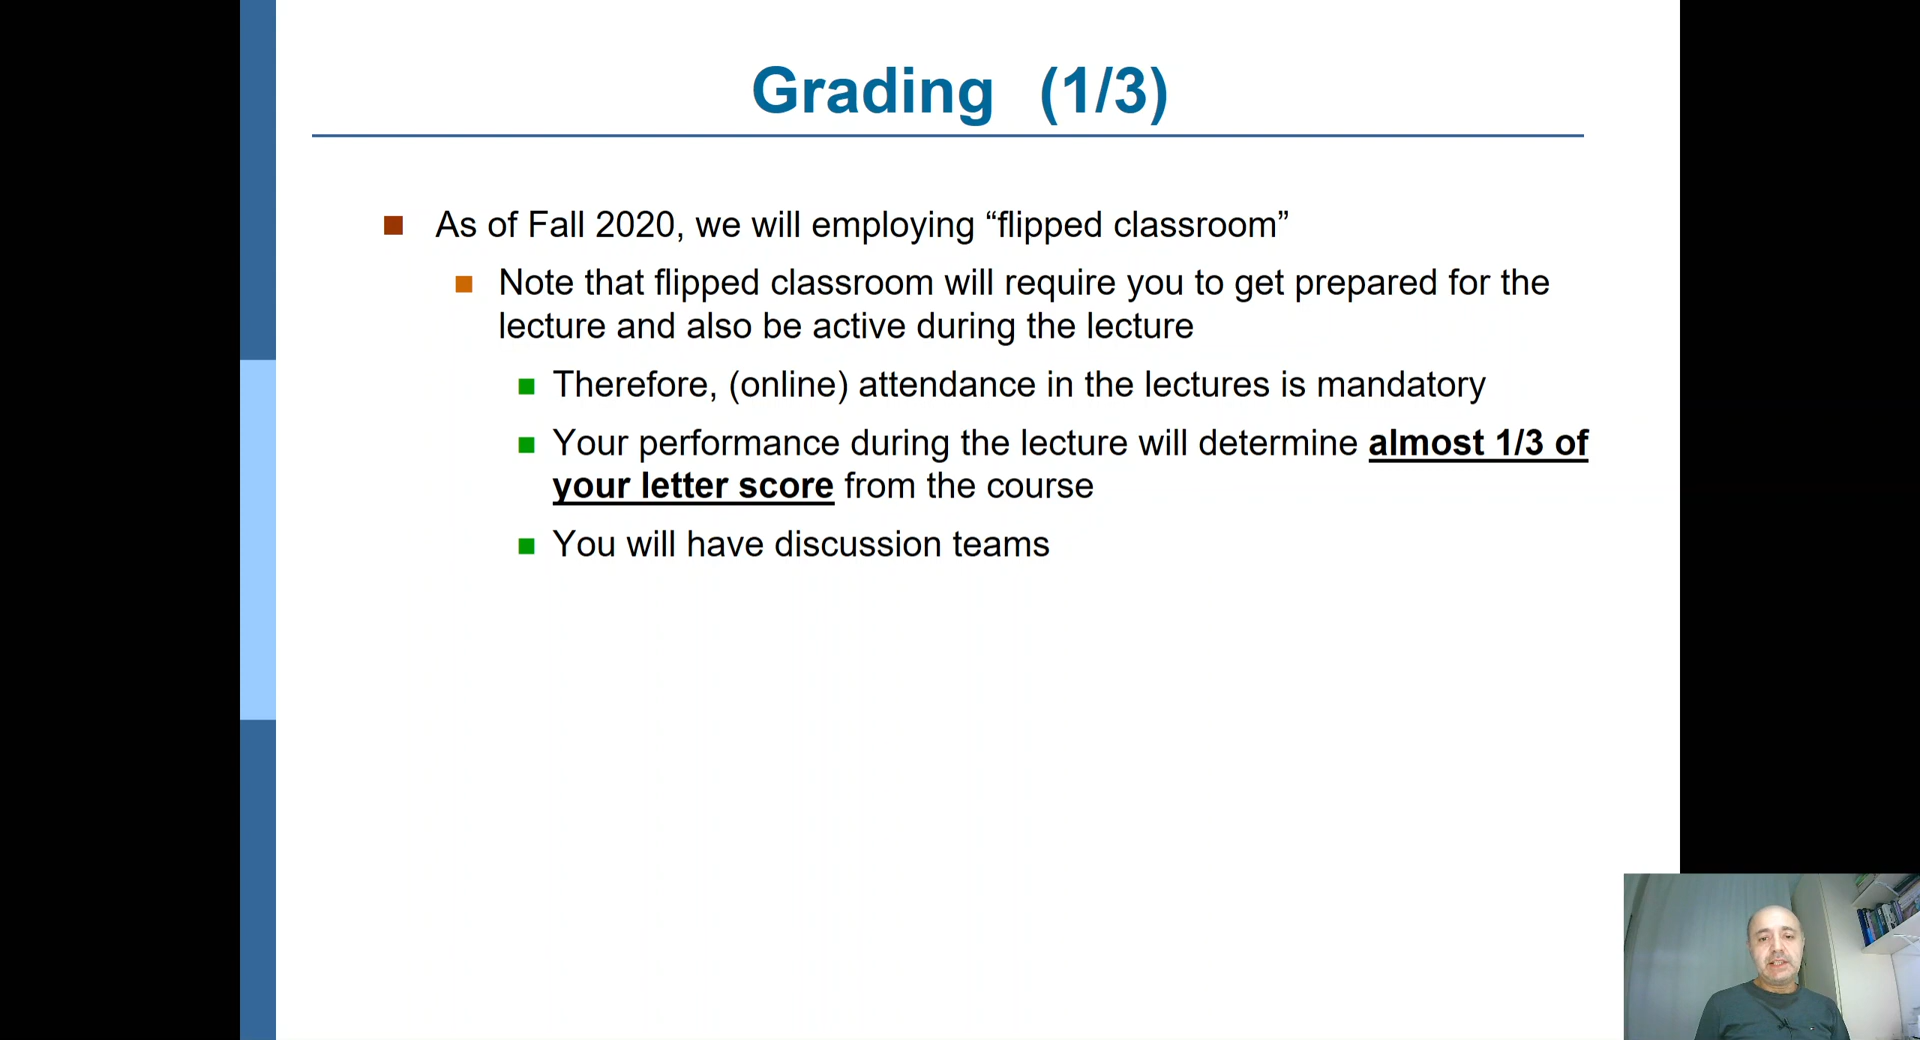 Grading (1/3)
As of Fall 2020, we will employing “flipped classroom”
Note that flipped classroom will require you to get prepared for the
lecture and also be active during the lecture
Therefore, (online) attendance in the lectures is mandatory
Your performance during the lecture will determine almost 1/3 of
your letter score from the course
You will have discussion teams